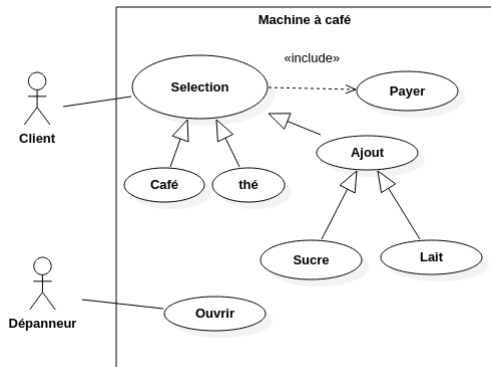 Machine à café
«include»
Selection
Payer
Client
Ajout
Café
thé
Sucre
Lait
Dépanneur
Ouvrir